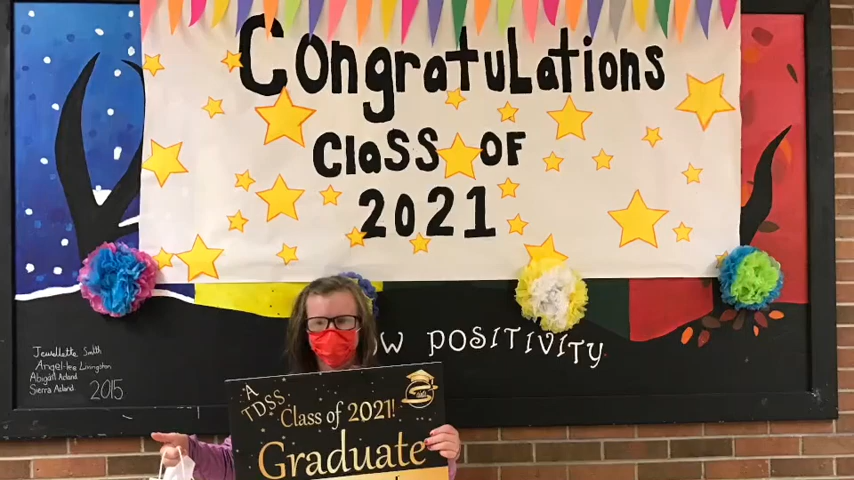 Congratulations
Class of
2021
Jewellette Smith
Angel-lee Livingston
Abigail Acland
Sierra Acland
2015
W POSITIVITY
A
TDSS
Class of 2021!
Graduate